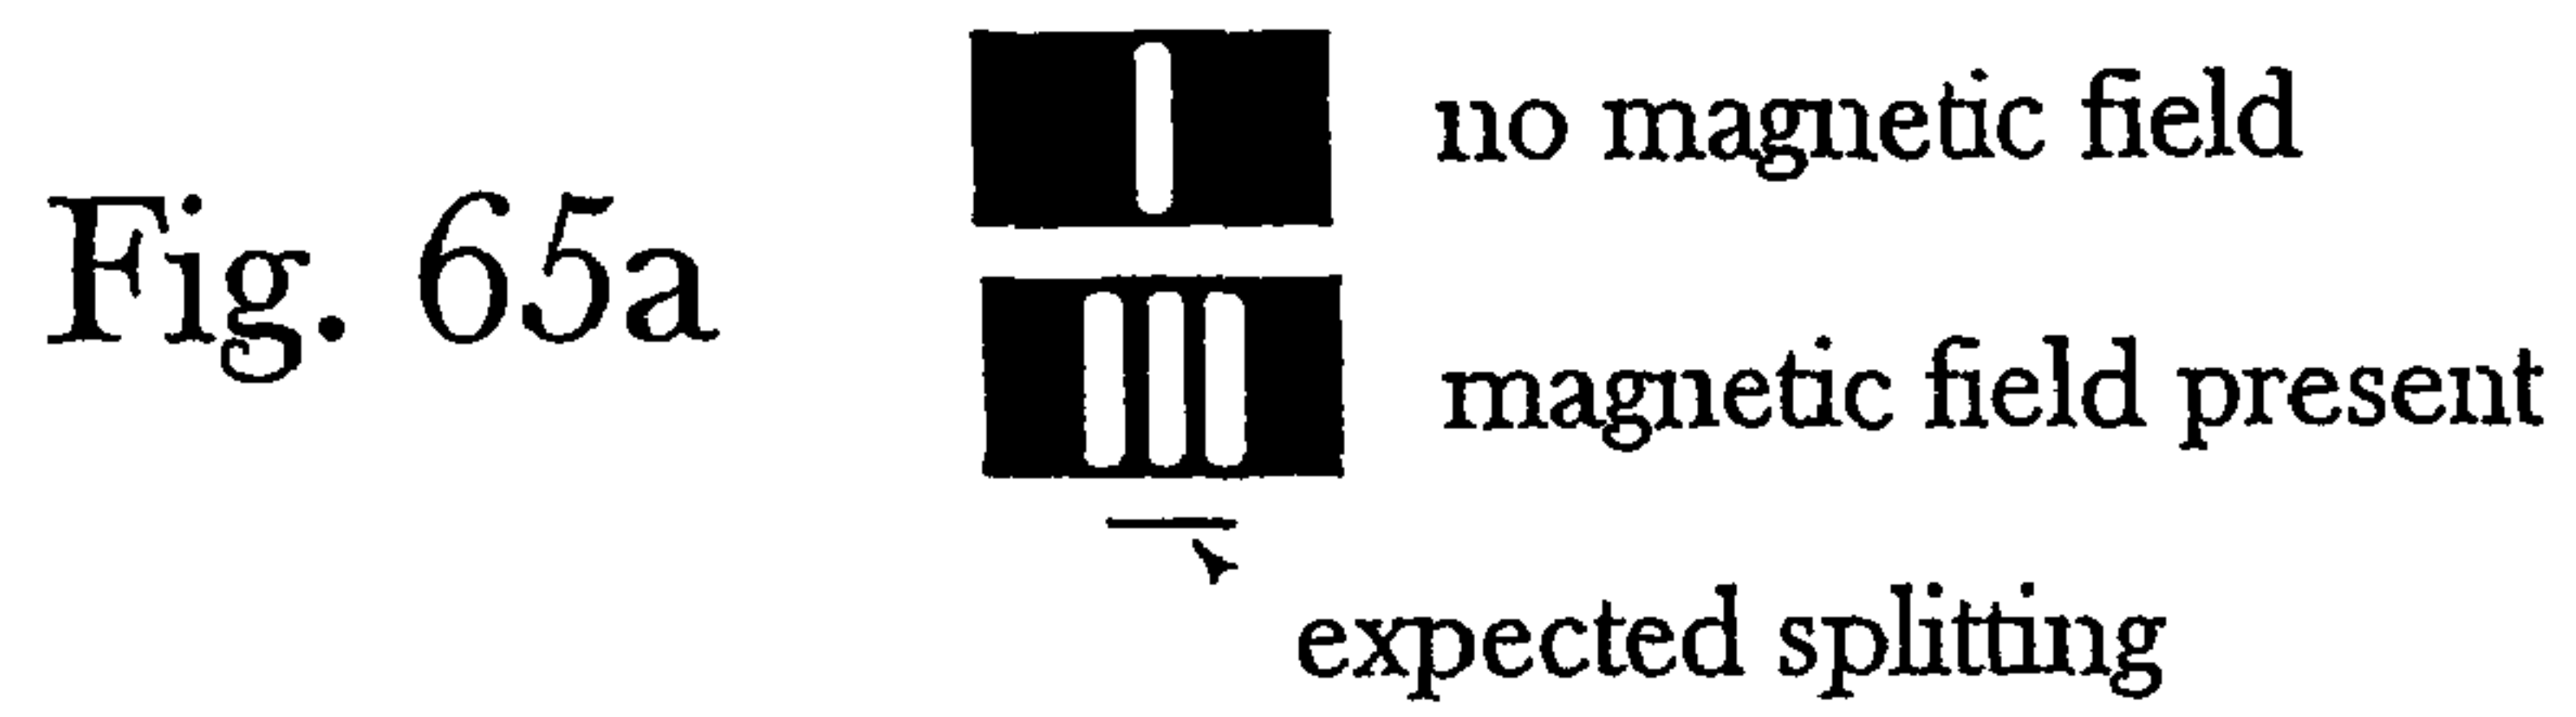 Fig. 65a
no magnetic field
magnetic field present
expected splitting